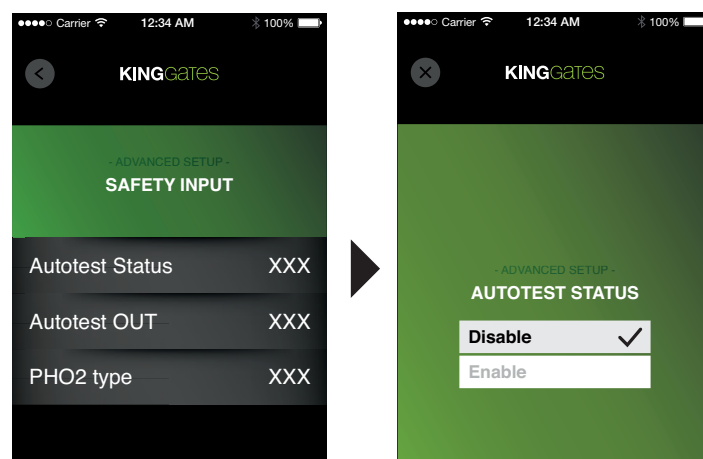 Carrier 12:34 AM 100%
KINGGATES
- ADVANCED SETUP -
SAFETY INPUT
Autotest Status XXX
Autotest OUT XXX
PHO2 type XXX
Carrier 12:34 AM 100%
KINGGATES
- ADVANCED SETUP -
AUTOTEST STATUS
Disable
Enable